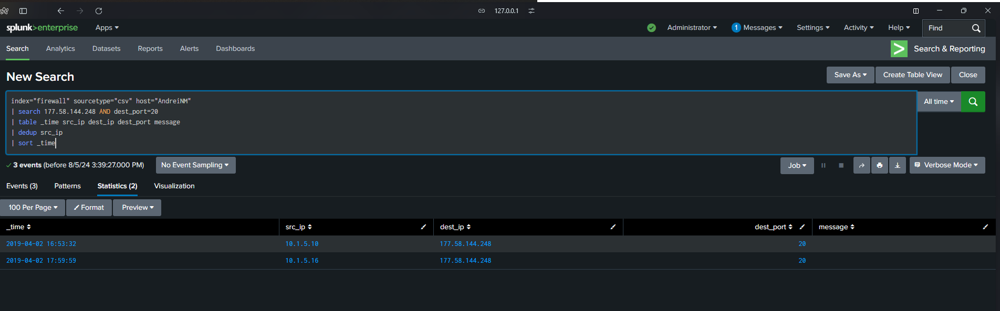 127.0.0.1
splunk>enterprise Apps Administrator 1 Messages Settings Activity Help Find
Search Analytics Datasets Reports Alerts Dashboards Search & Reporting
New Search Save As Create Table View Close
index="firewall" sourcetype="csv" host="AndreiNM"
| search 177.58.144.248 AND dest_port=20
| table _time src_ip dest_ip dest_port message
| dedup src_ip
| sort _time
All time
3 events (before 8/5/24 3:39:27.000 PM) No Event Sampling Job Verbose Mode
Events (3) Patterns Statistics (2) Visualization
100 Per Page Format Preview
_time src_ip dest_ip dest_port message
2019-04-02 16:53:32 10.1.5.10 177.58.144.248 20
2019-04-02 17:59:59 10.1.5.16 177.58.144.248 20